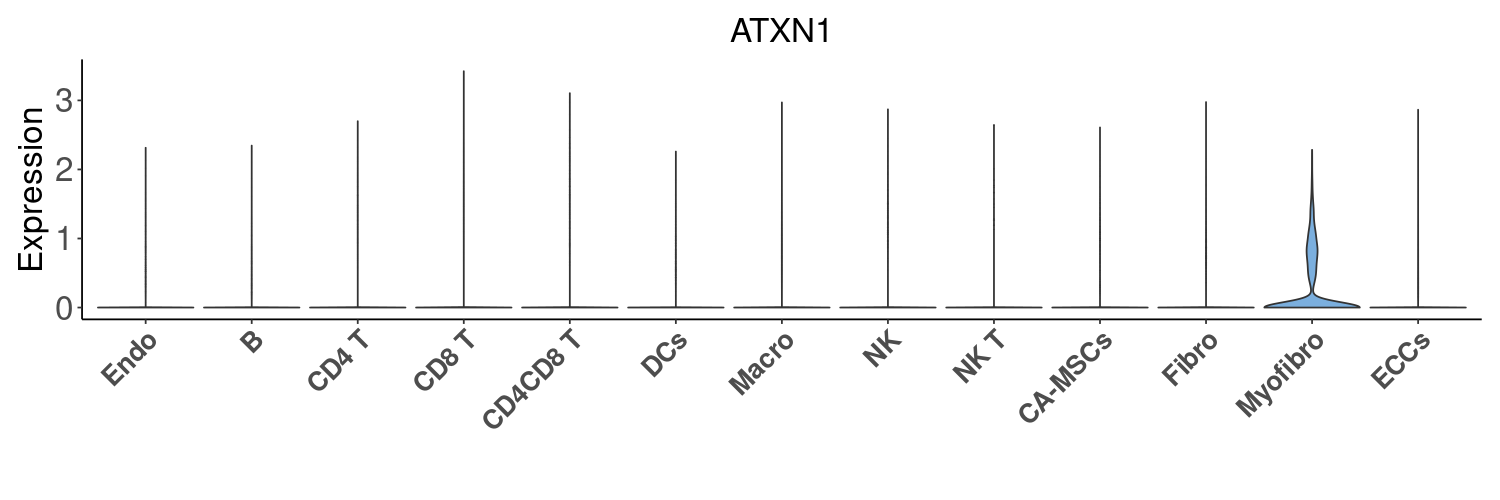 ATXN1
Expression
3
2
1
0
Endo
B
CD4 T
CD8 T
CD4CD8 T
DCs
Macro
NK
NK T
CA-MSCs
Fibro
Myofibro
ECCs